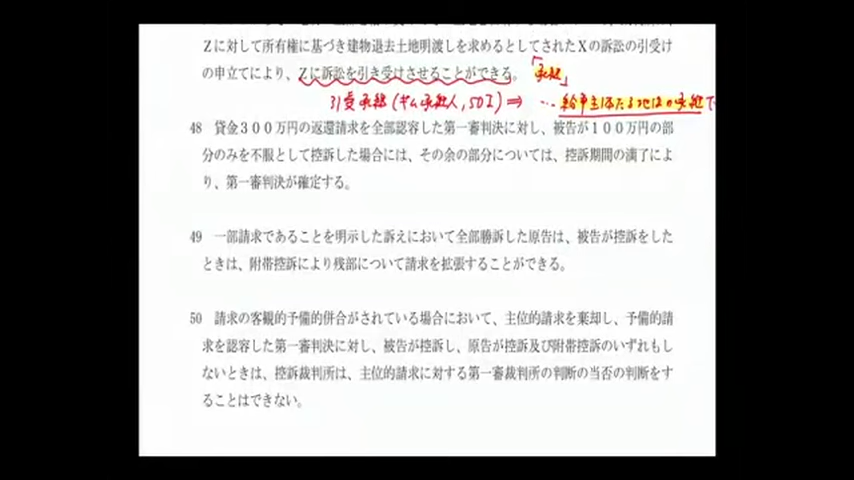 Zに対して所有権に基づき建物退去土地明渡しを求めるとしてされたXの訴訟の引受け
の申立てにより、Zに訴訟を引き受けさせることができる。「承継」
引受承継(ギム承継人,50I)⇒ … 給中主体たる地位の承継で
48 貸金300万円の返還請求を全部認容した第一審判決に対し、被告が100万円の部
分のみを不服として控訴した場合には、その余の部分については、控訴期間の満了によ
り、第一審判決が確定する。
49 一部請求であることを明示した訴えにおいて全部勝訴した原告は、被告が控訴をした
ときは、附帯控訴により残部について請求を拡張することができる。
50 請求の客観的予備的併合がされている場合において、主位的請求を棄却し、予備的請
求を認容した第一審判決に対し、被告が控訴し、原告が控訴及び附帯控訴のいずれもし
ないときは、控訴裁判所は、主位的請求に対する第一審裁判所の判断の当否の判断をす
ることはできない。